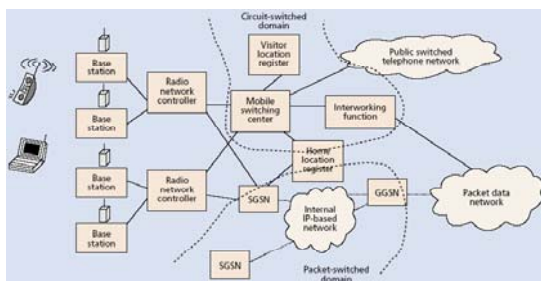 Circuit-switched
domain
Visitor
location
register
Public switched
telephone network
Base
station
Radio
network
controller
Base
station
Mobile
switching
center
Interworking
function
Home
location
register
Base
station
Radio
network
controller
Base
station
SGSN
GGSN
Internal
IP-based
network
Packet data
network
SGSN
Packet-switched
domain